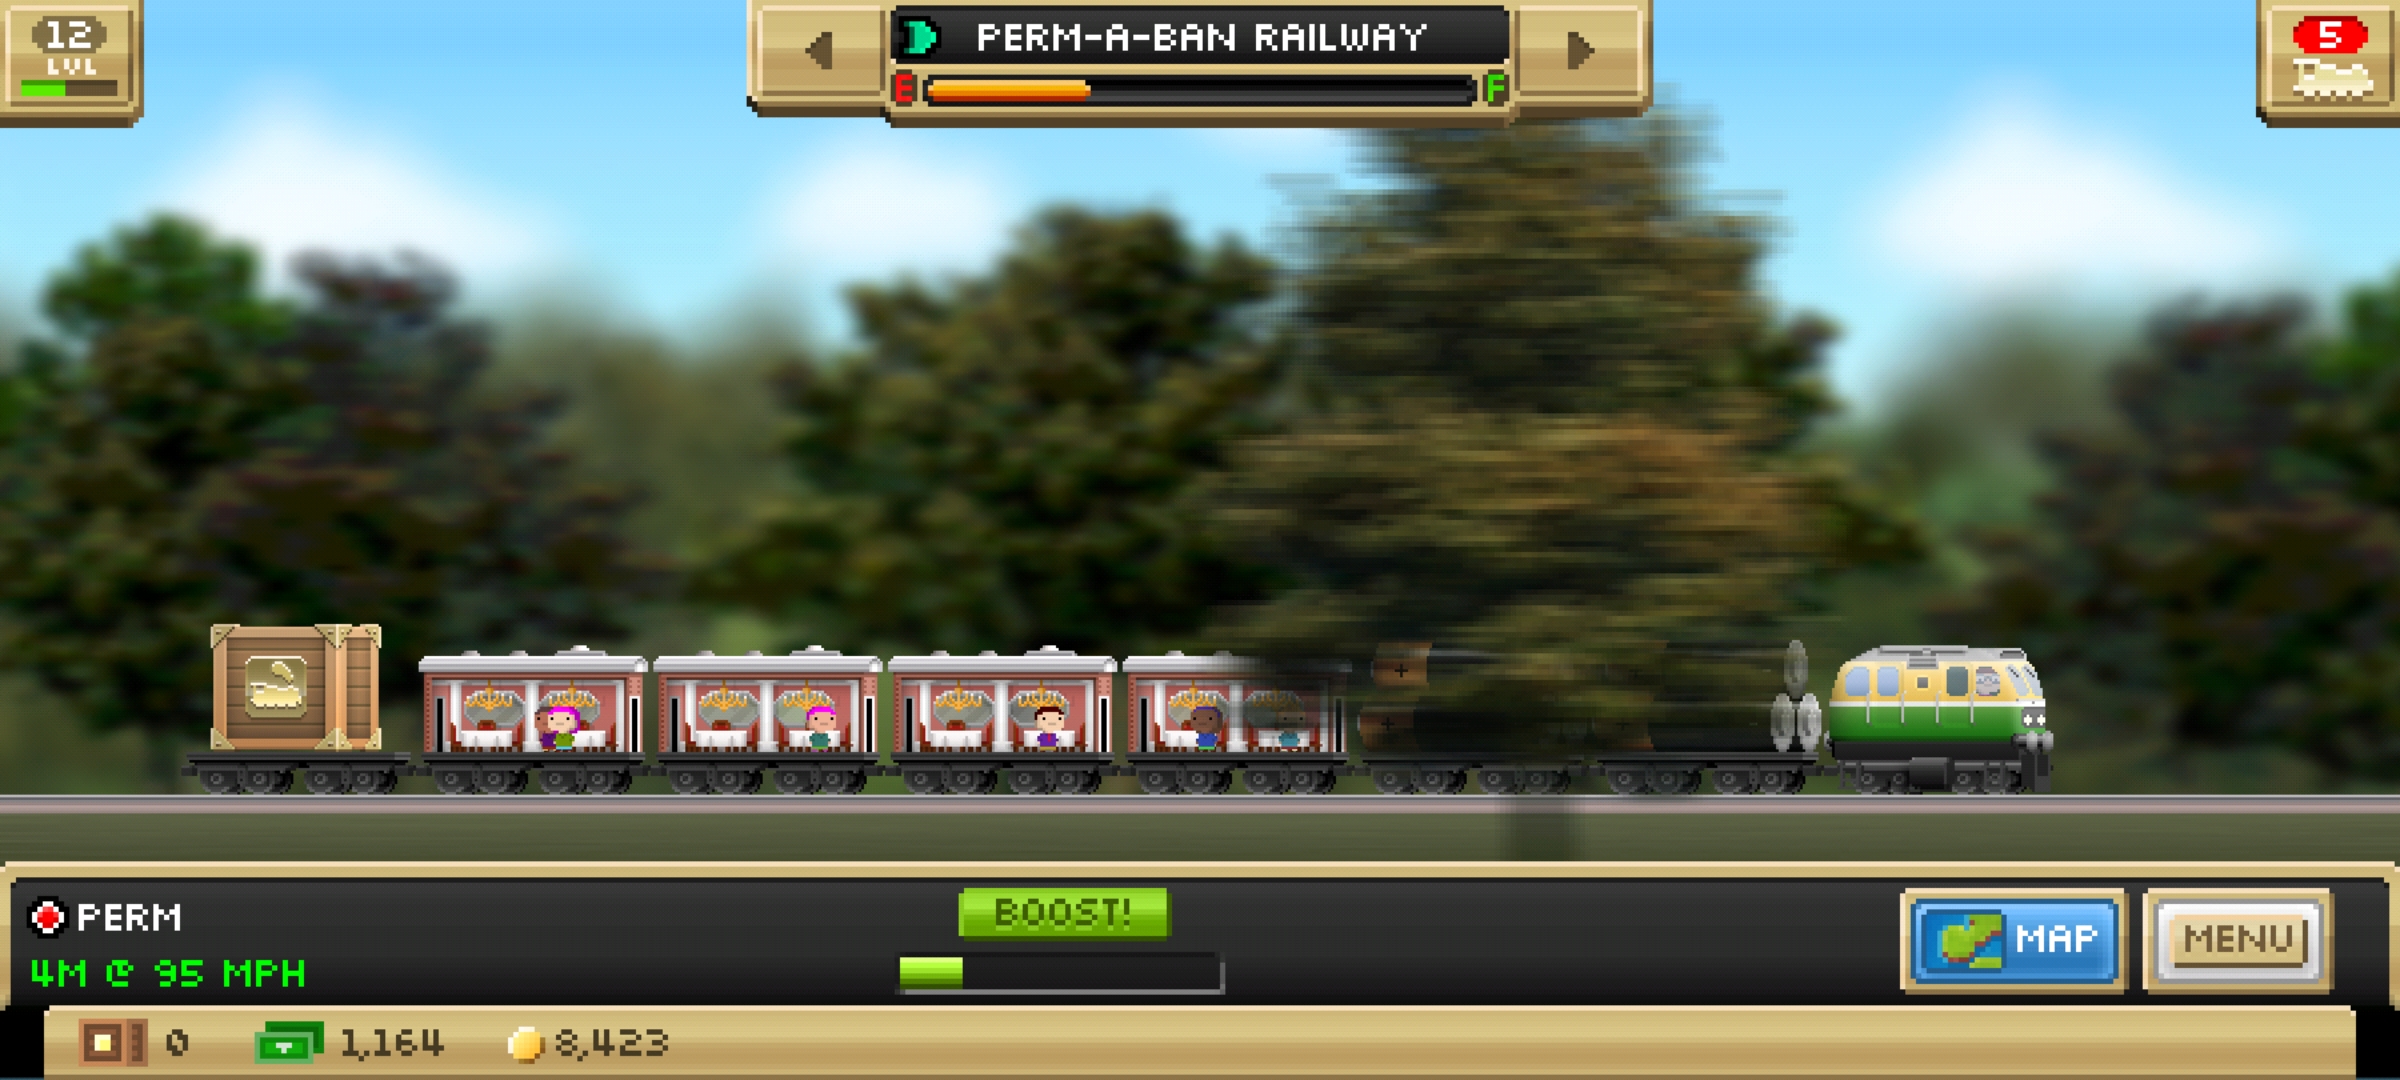 12
LVL
PERM-A-BAN RAILWAY
E
F
5
PERM
4M @ 95 MPH
BOOST!
MAP
MENU
0
1,164
8,423